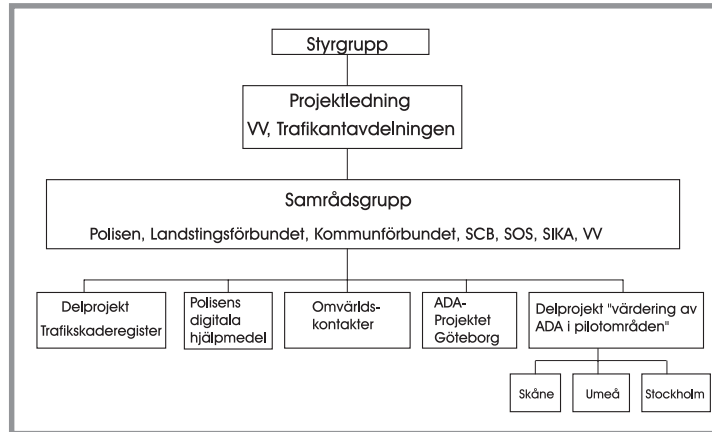 Styrgrupp
Projektledning
VV, Trafikantavdelningen
Samrådsgrupp
Polisen, Landstingsförbundet, Kommunförbundet, SCB, SOS, SIKA, VV
Delprojekt
Trafikskaderegister
Polisens
digitala
hjälpmedel
Omvärlds-
kontakter
ADA-
Projektet
Göteborg
Delprojekt "värdering av
ADA i pilotområden"
Skåne
Umeå
Stockholm